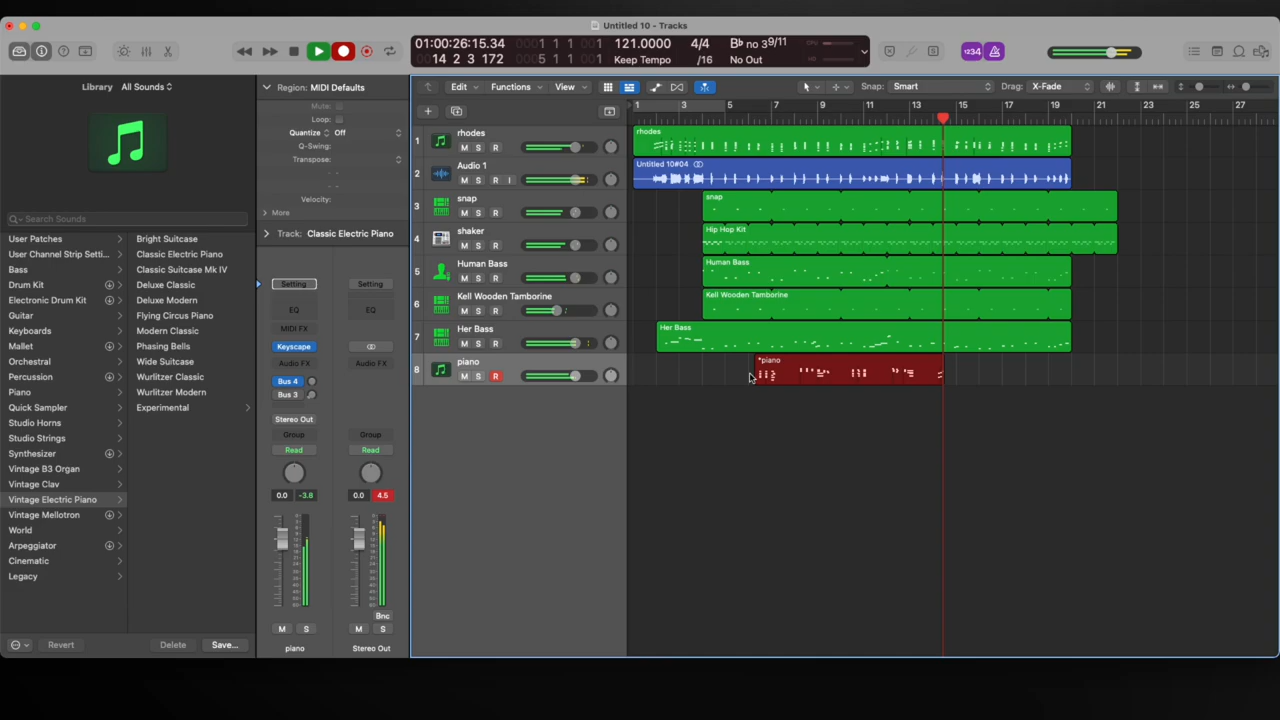 Untitled 10 - Tracks
01:00:26:15.34
14 2 3 172
0001 1 1 001
0005 1 1 1
121.0000
Keep Tempo
4/4
/16
B♭ no 3 9/11
No Out
1234
Library All Sounds
Search Sounds
User Patches
User Channel Strip Setti...
Bass
Drum Kit
Electronic Drum Kit
Guitar
Keyboards
Mallet
Orchestral
Percussion
Piano
Quick Sampler
Studio Horns
Studio Strings
Synthesizer
Vintage B3 Organ
Vintage Clav
Vintage Electric Piano
Vintage Mellotron
World
Arpeggiator
Cinematic
Legacy
Bright Suitcase
Classic Electric Piano
Classic Suitcase Mk IV
Deluxe Classic
Deluxe Modern
Flying Circus Piano
Modern Classic
Phasing Bells
Wide Suitcase
Wurlitzer Classic
Wurlitzer Modern
Experimental
Revert
Delete
Save...
Region: MIDI Defaults
Mute:
Loop:
Quantize Off
Q-Swing:
Transpose:
Velocity:
More
Track: Classic Electric Piano
Setting
EQ
MIDI FX
Keyscape
Audio FX
Bus 4
Bus 3
Stereo Out
Group
Read
0.0 -3.8
M S
piano
Setting
EQ
Audio FX
Group
Read
0.0 4.5
Bnc
M S
Stereo Out
Edit Functions View
Snap: Smart
Drag: X-Fade
1 3 5 7 9 11 13 15 17 19 21 23 25 27
1 rhodes
M S R
2 Audio 1
M S R I
3 snap
M S R
4 shaker
M S R
5 Human Bass
M S R
6 Kell Wooden Tamborine
M S R
7 Her Bass
M S R
8 piano
M S R
rhodes
Untitled 10#04
snap
Hip Hop Kit
Human Bass
Kell Wooden Tamborine
Her Bass
*piano